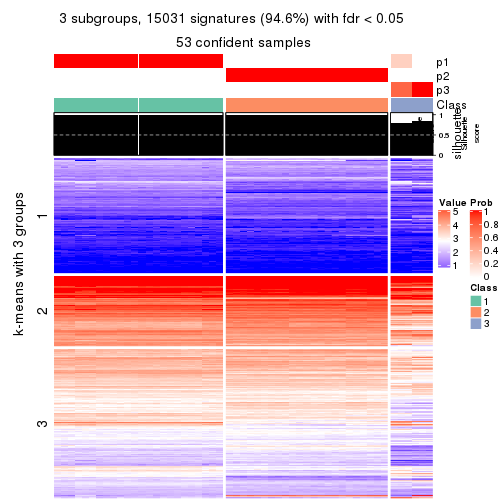 3 subgroups, 15031 signatures (94.6%) with fdr < 0.05
53 confident samples
p1
p2
p3
Class
1
0.5
0
silhouette
Silhouette
score
k-means with 3 groups
1
2
3
Value
5
4
3
2
1
Prob
1
0.8
0.6
0.4
0.2
0
Class
1
2
3